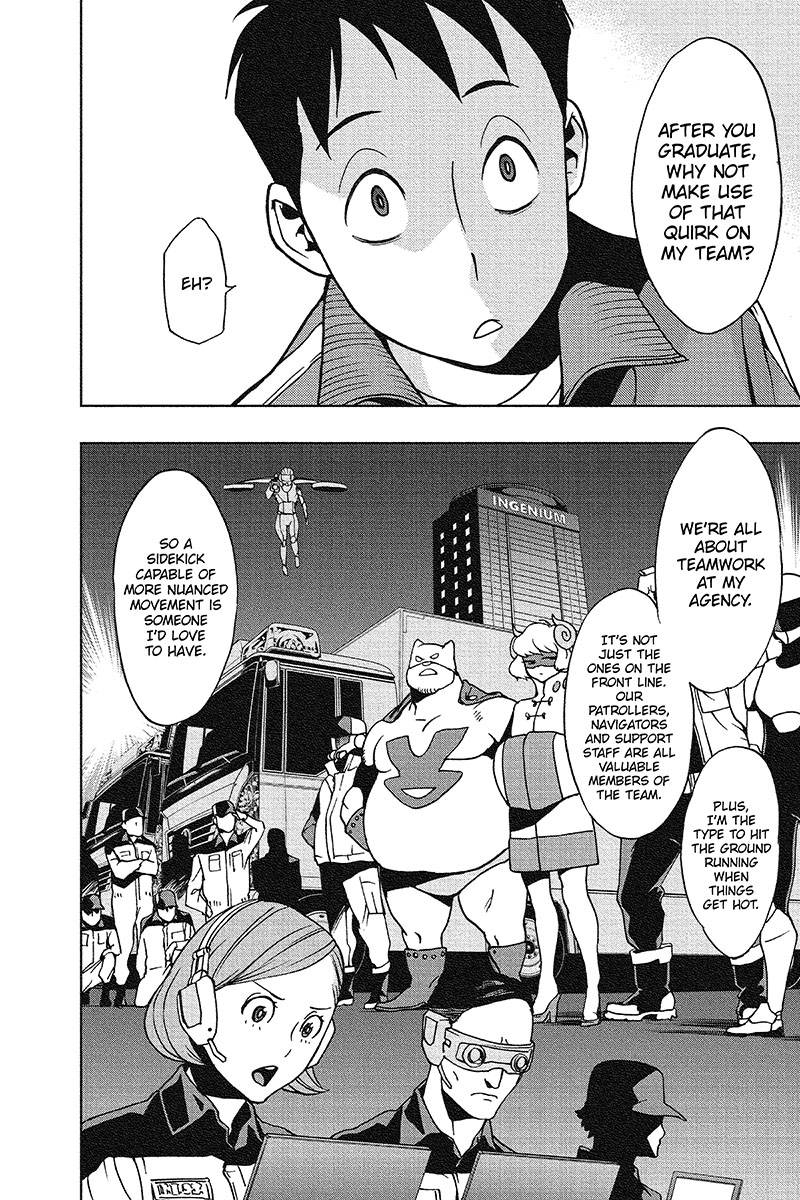 AFTER YOU
GRADUATE,
WHY NOT
MAKE USE
OF THAT
QUIRK ON
MY TEAM?
EH?
WE'RE ALL
ABOUT
TEAMWORK
AT MY
AGENCY.
IT'S NOT
JUST THE
ONES ON THE
FRONT LINE.
OUR
PATROLLERS,
NAVIGATORS
AND SUPPORT
STAFF ARE ALL
VALUABLE
MEMBERS OF
THE TEAM.
PLUS,
I'M THE
TYPE TO HIT
THE GROUND
RUNNING
WHEN
THINGS
GET HOT.
INGENIUM
SO A
SIDEKICK
CAPABLE OF
MORE NUANCED
MOVEMENT IS
SOMEONE
I'D LOVE
TO HAVE.